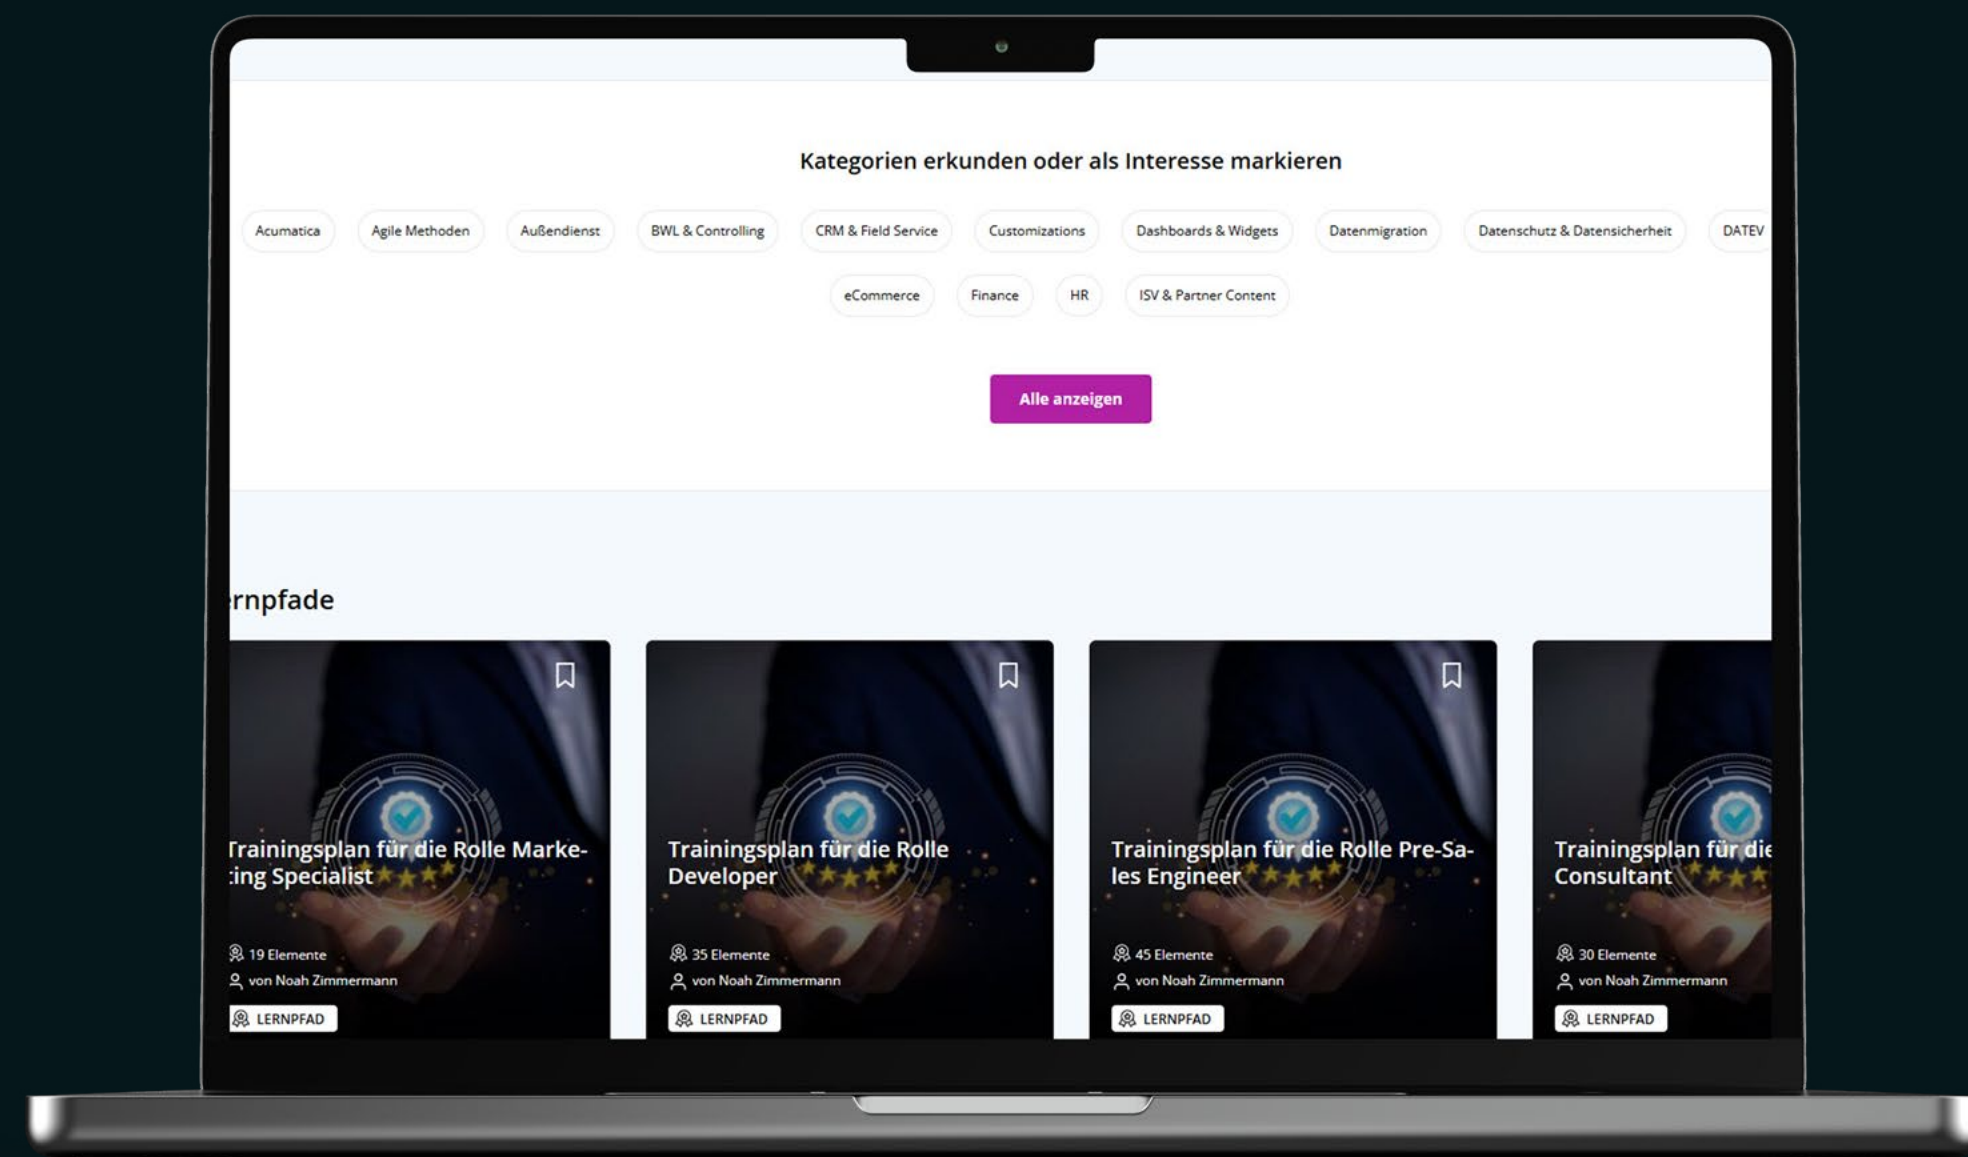 Kategorien erkunden oder als Interesse markieren
Acumatica Agile Methoden Außendienst BWL & Controlling CRM & Field Service Customizations Dashboards & Widgets Datenmigration Datenschutz & Datensicherheit DATEV
eCommerce Finance HR ISV & Partner Content
Alle anzeigen
ernpfade
Trainingsplan für die Rolle Marke-
ting Specialist
19 Elemente
von Noah Zimmermann
LERNPFAD
Trainingsplan für die Rolle
Developer
35 Elemente
von Noah Zimmermann
LERNPFAD
Trainingsplan für die Rolle Pre-Sa-
les Engineer
45 Elemente
von Noah Zimmermann
LERNPFAD
Trainingsplan für die
Consultant
30 Elemente
von Noah Zimmermann
LERNPFAD